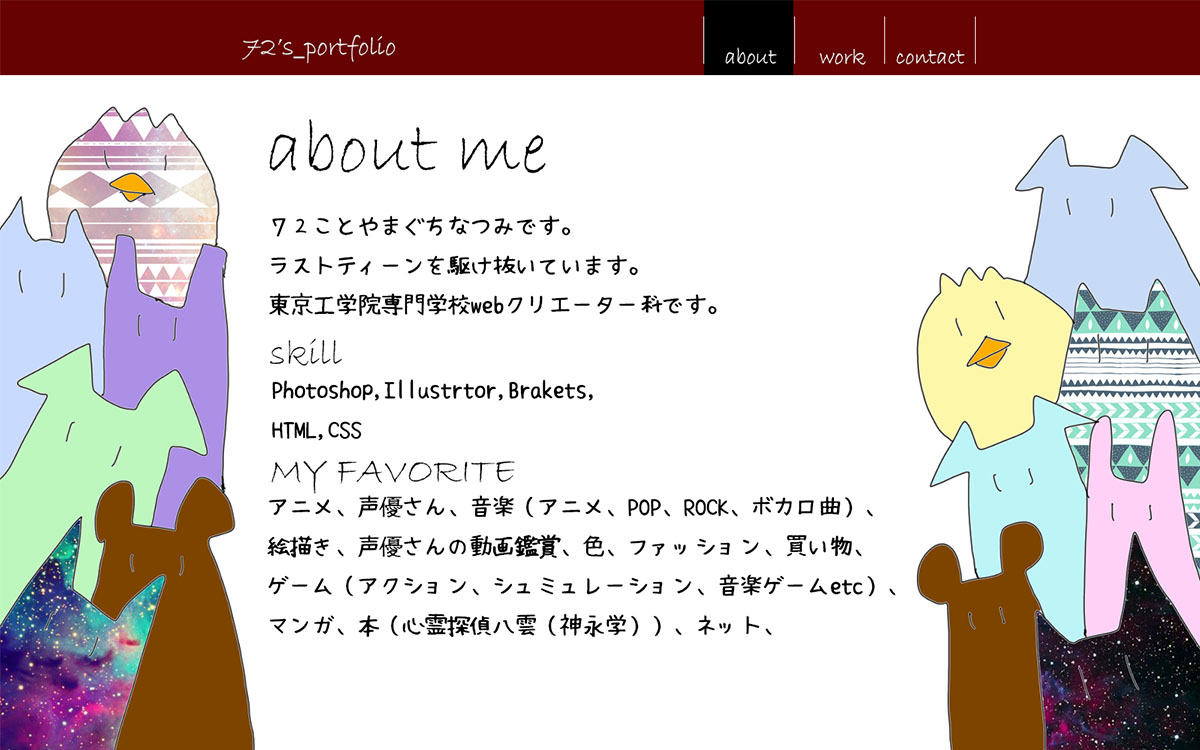 72's_portfolio
about
work
contact
about me
７２ことやまぐちなつみです。
ラストティーンを駆け抜いています。
東京工学院専門学校webクリエーター科です。
skill
Photoshop,Illustrtor,Brakets,
HTML,CSS
MY FAVORITE
アニメ、声優さん、音楽（アニメ、POP、ROCK、ボカロ曲）、
絵描き、声優さんの動画鑑賞、色、ファッション、買い物、
ゲーム（アクション、シュミュレーション、音楽ゲームetc）、
マンガ、本（心霊探偵八雲（神永学））、ネット、